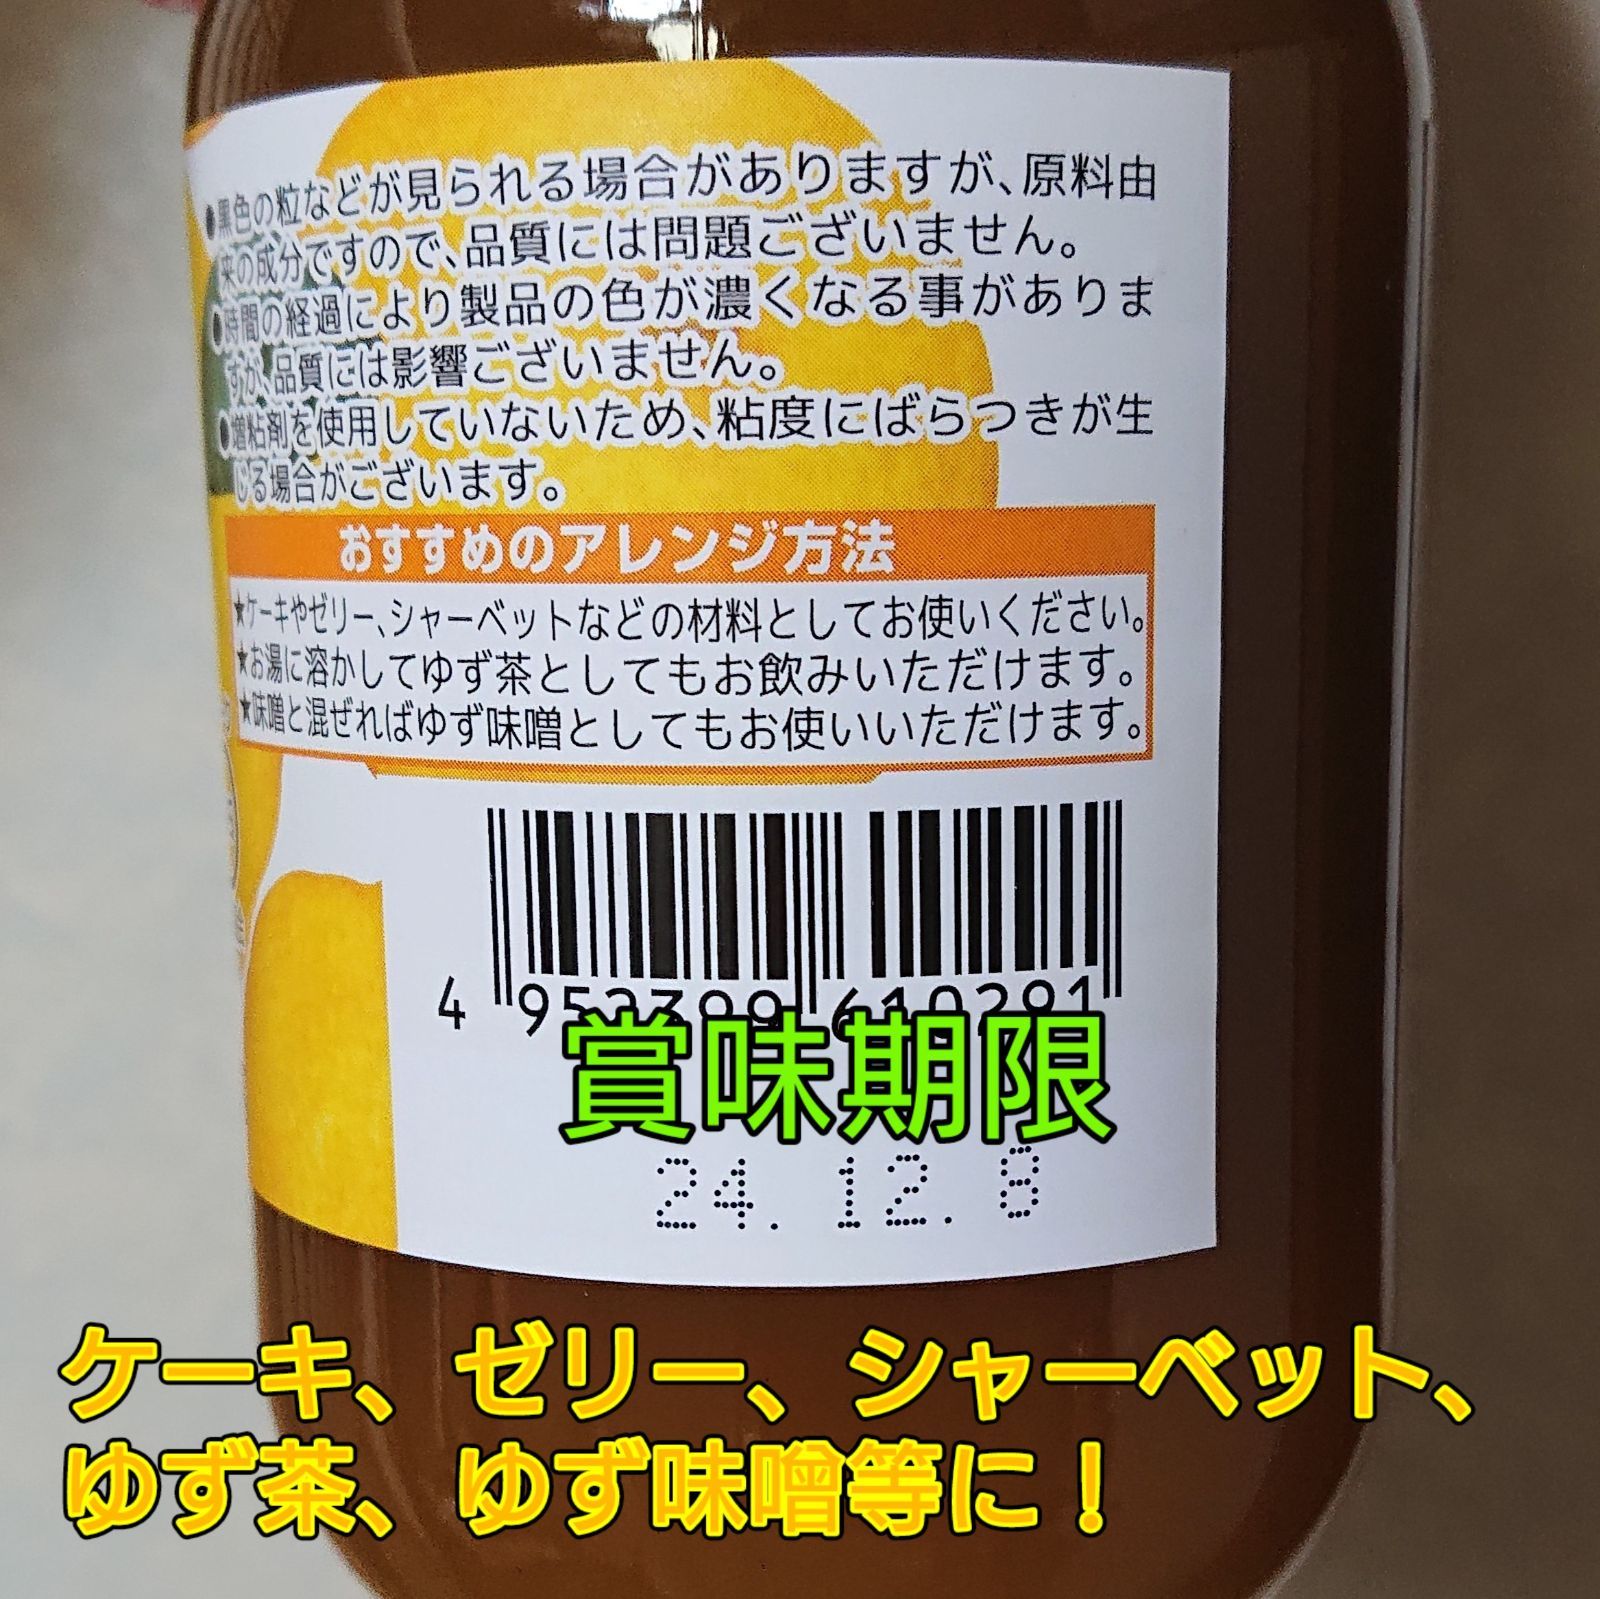 ●黒色の粒などが見られる場合がありますが、原料由
来の成分ですので、品質には問題ございません。
●時間の経過により製品の色が濃くなる事がありま
すが、品質には影響ございません。
●増粘剤を使用していないため、粘度にばらつきが生
じる場合がございます。
おすすめのアレンジ方法
★ケーキやゼリー、シャーベットなどの材料としてお使いください。
★お湯に溶かしてゆず茶としてもお飲みいただけます。
★味噌と混ぜればゆず味噌としてもお使いいただけます。
4 952399 610291
賞味期限
24. 12. 8
ケーキ、ゼリー、シャーベット、
ゆず茶、ゆず味噌等に！